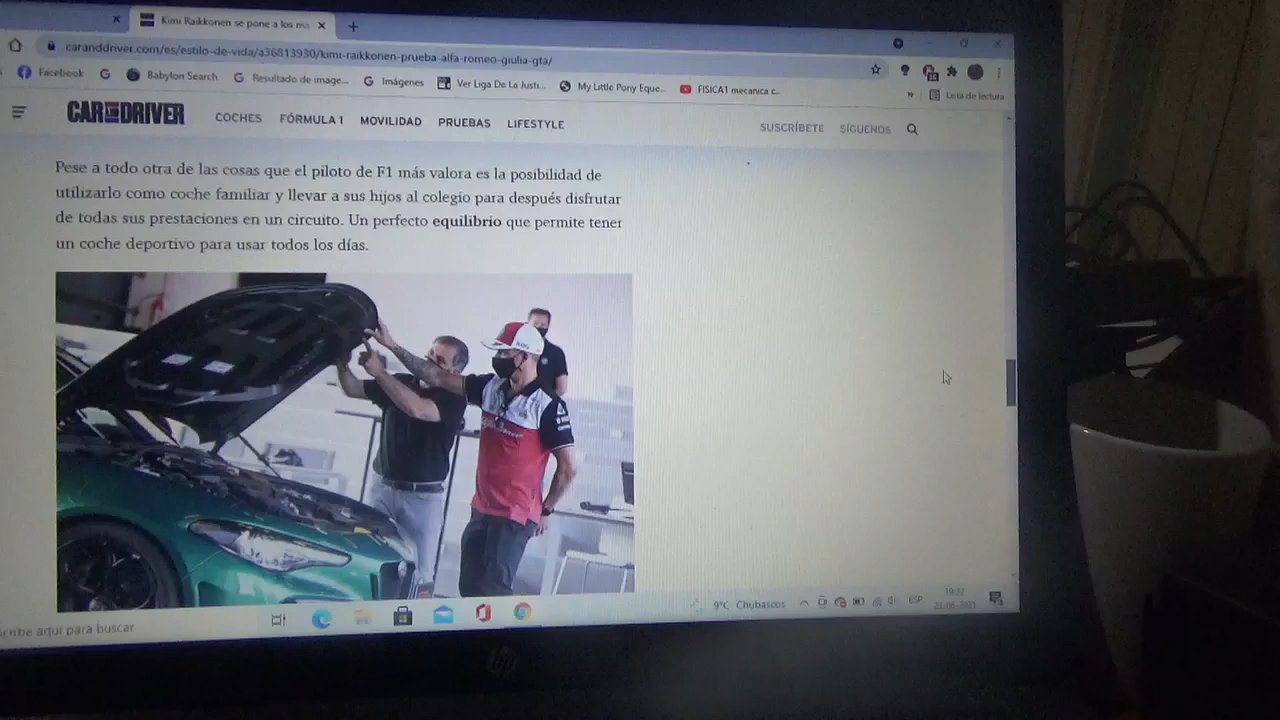 Kimi Raikkonen se pone a los ma
caranddriver.com/es/estilo-de-vida/a36813930/kimi-raikkonen-prueba-alfa-romeo-giulia-gta/
Facebook Babylon Search Resultado de image... Imágenes Ver Liga De La Justi... My Little Pony Eque... FISICA1 mecanica c... Lista de lectura
CAR AND DRIVER COCHES FÓRMULA 1 MOVILIDAD PRUEBAS LIFESTYLE SUSCRÍBETE SÍGUENOS
Pese a todo otra de las cosas que el piloto de F1 más valora es la posibilidad de
utilizarlo como coche familiar y llevar a sus hijos al colegio para después disfrutar
de todas sus prestaciones en un circuito. Un perfecto equilibrio que permite tener
un coche deportivo para usar todos los días.
cribe aquí para buscar 9°C Chubascos ESP 19:32
hp